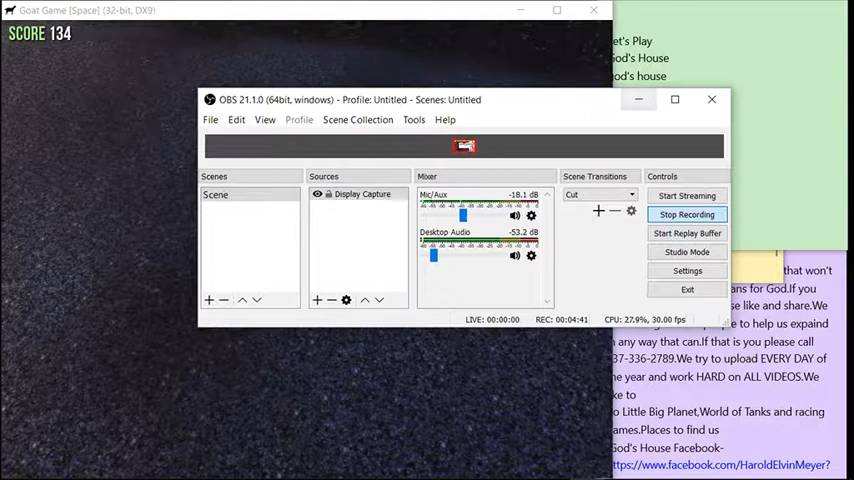 Goat Game [Space] (32-bit, DX9)
SCORE 134
et's Play
God's House
god's house
OBS 21.1.0 (64bit, windows) - Profile: Untitled - Scenes: Untitled
File Edit View Profile Scene Collection Tools Help
Scenes Sources Mixer Scene Transitions Controls
Scene
Display Capture
Mic/Aux -18.1 dB
Desktop Audio -53.2 dB
Cut
Start Streaming
Stop Recording
Start Replay Buffer
Studio Mode
Settings
Exit
LIVE: 00:00:00 REC: 00:04:41 CPU: 27.9%, 30.00 fps
that won't
ans for God.If you
se like and share.We
people to help us expaind
n any way that can.If that is you please call
37-336-2789.We try to upload EVERY DAY of
he year and work HARD on ALL VIDEOS.We
ke to
o Little Big Planet,World of Tanks and racing
ames.Places to find us
God's House Facebook-
ttps://www.facebook.com/HaroldElvinMeyer?